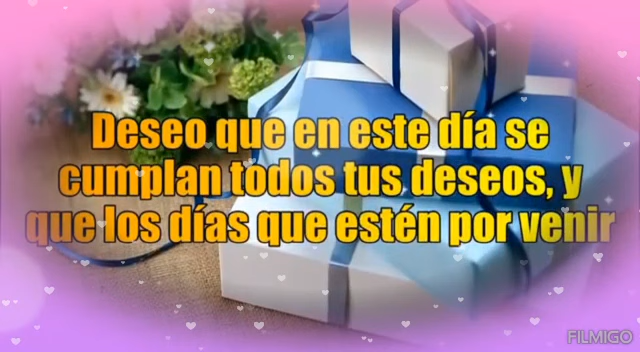 Deseo que en este día se
cumplan todos tus deseos, y
que los días que estén por venir
FILMIGO